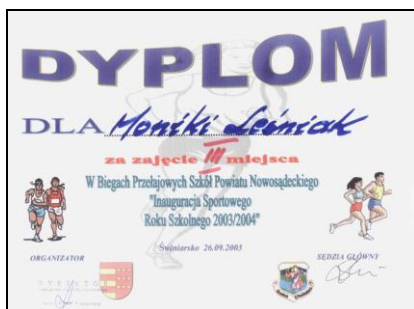 DYPLOM
DLA Moniki Leśniak
za zajęcie III miejsca
W Biegach Przełajowych Szkół Powiatu Nowosądeckiego
"Inauguracja Sportowego
Roku Szkolnego 2003/2004"
Świniarsko 26.09.2003
ORGANIZATOR
SĘDZIA GŁÓWNY
DYREKTOR